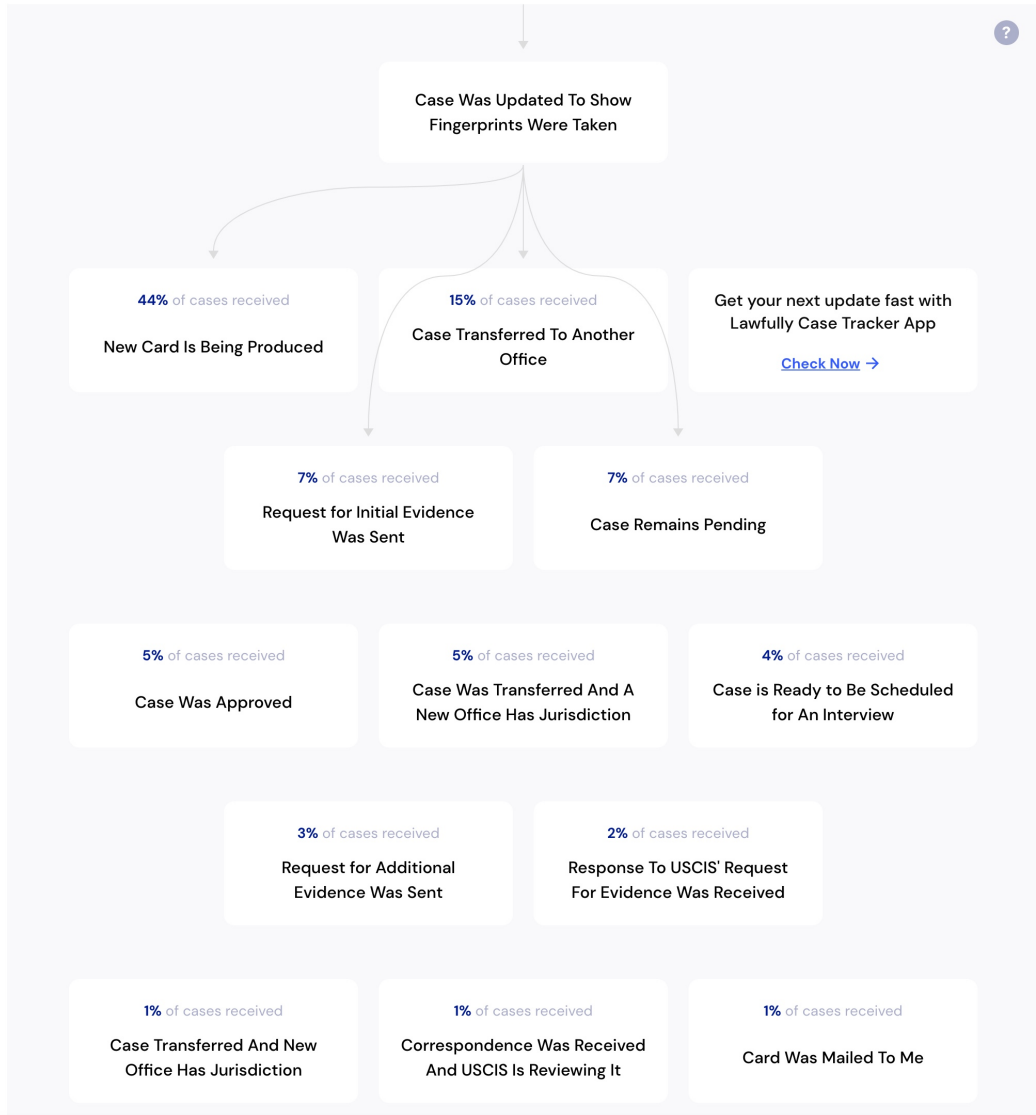 ?
Case Was Updated To Show
Fingerprints Were Taken
44% of cases received
New Card Is Being Produced
15% of cases received
Case Transferred To Another
Office
Get your next update fast with
Lawfully Case Tracker App
Check Now →
7% of cases received
Request for Initial Evidence
Was Sent
7% of cases received
Case Remains Pending
5% of cases received
Case Was Approved
5% of cases received
Case Was Transferred And A
New Office Has Jurisdiction
4% of cases received
Case is Ready to Be Scheduled
for An Interview
3% of cases received
Request for Additional
Evidence Was Sent
2% of cases received
Response To USCIS' Request
For Evidence Was Received
1% of cases received
Case Transferred And New
Office Has Jurisdiction
1% of cases received
Correspondence Was Received
And USCIS Is Reviewing It
1% of cases received
Card Was Mailed To Me